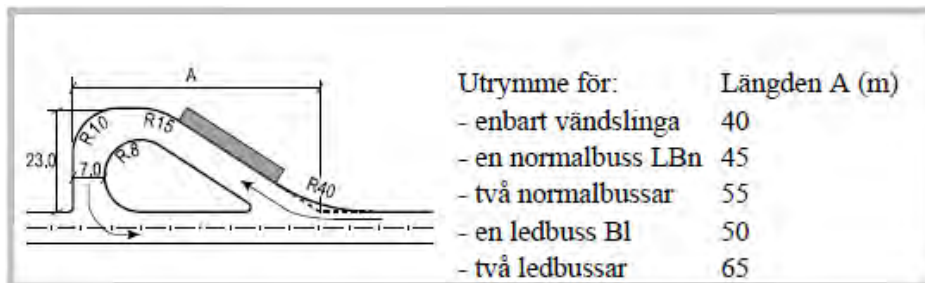 A
R10
R15
R.8
23,0
7,0
R40
Utrymme för: Längden A (m)
- enbart vändslinga 40
- en normalbuss LBn 45
- två normalbussar 55
- en ledbuss Bl 50
- två ledbussar 65